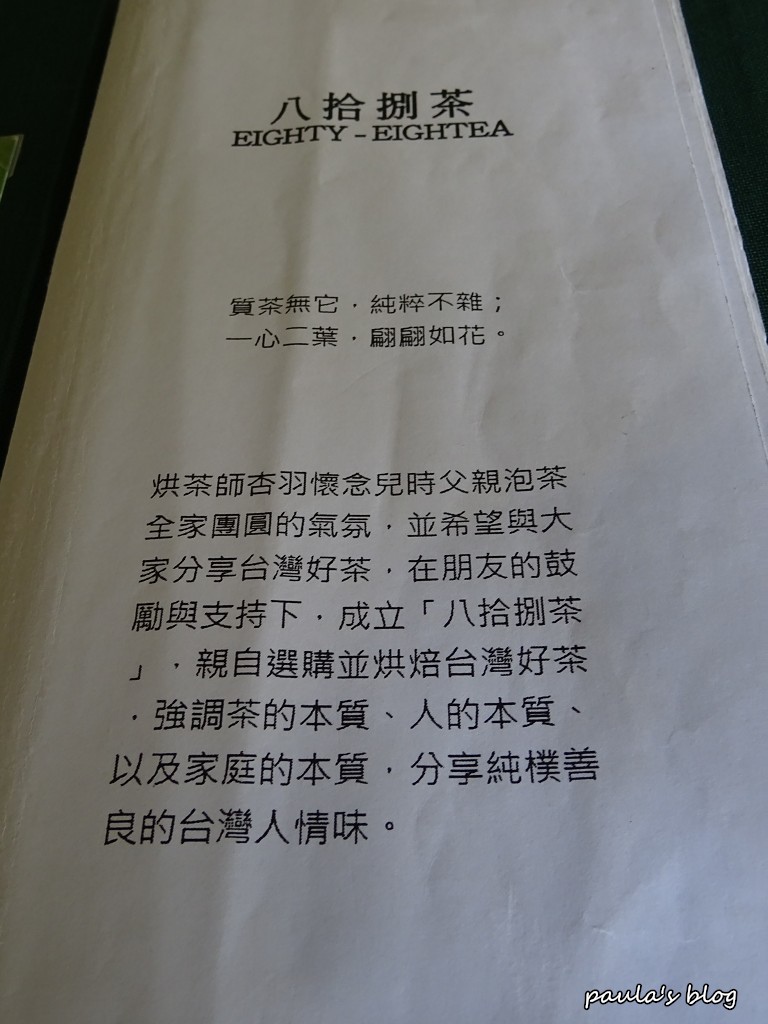 八拾捌茶
EIGHTY-EIGHTEA
質茶無它，純粹不雜；
一心二葉，翩翩如花。
烘茶師杏羽懷念兒時父親泡茶
全家團圓的氣氛，並希望與大
家分享台灣好茶，在朋友的鼓
勵與支持下，成立「八拾捌茶
」，親自選購並烘焙台灣好茶
，強調茶的本質、人的本質、
以及家庭的本質，分享純樸善
良的台灣人情味。
paula's blog